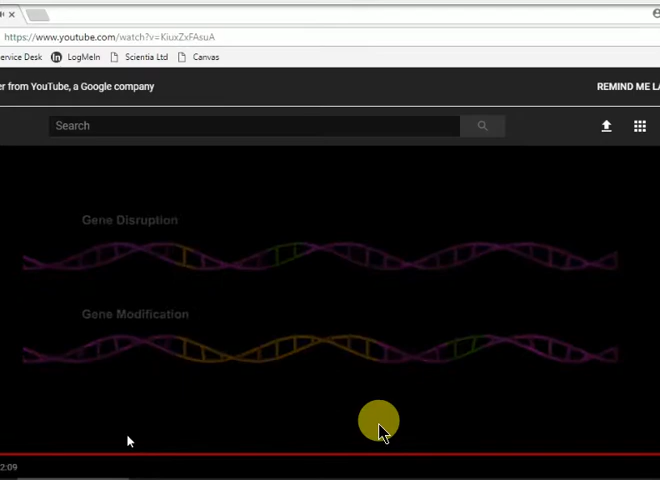 https://www.youtube.com/watch?v=KiuxZxFAsuA
ervice Desk LogMeIn Scientia Ltd Canvas
er from YouTube, a Google company REMIND ME LA
Search
Gene Disruption
Gene Modification
2:09